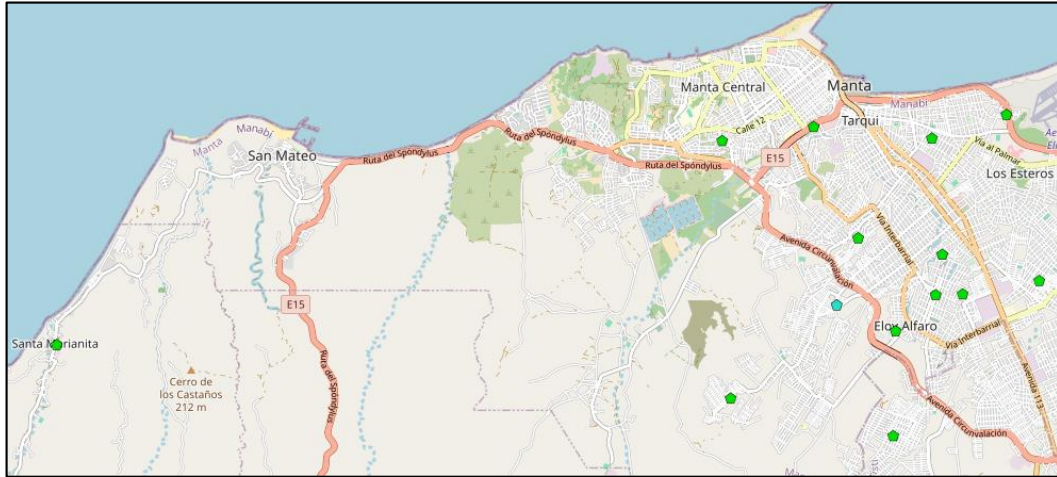 Manta Central
Manta
Manabí
Tarqui
Calle 12
Ruta del Spondylus
Ruta del Spondylus
Ruta del Spondylus
E15
Vía al Palmar
Los Esteros
Manabí
Manta
San Mateo
Vía Interbarrial
Avenida Circunvalación
E15
Eloy Alfaro
Vía Interbarrial
Santa Marianita
Cerro de
los Castaños
212 m
Ruta del Spondylus
Avenida Circunvalación
Avenida 113